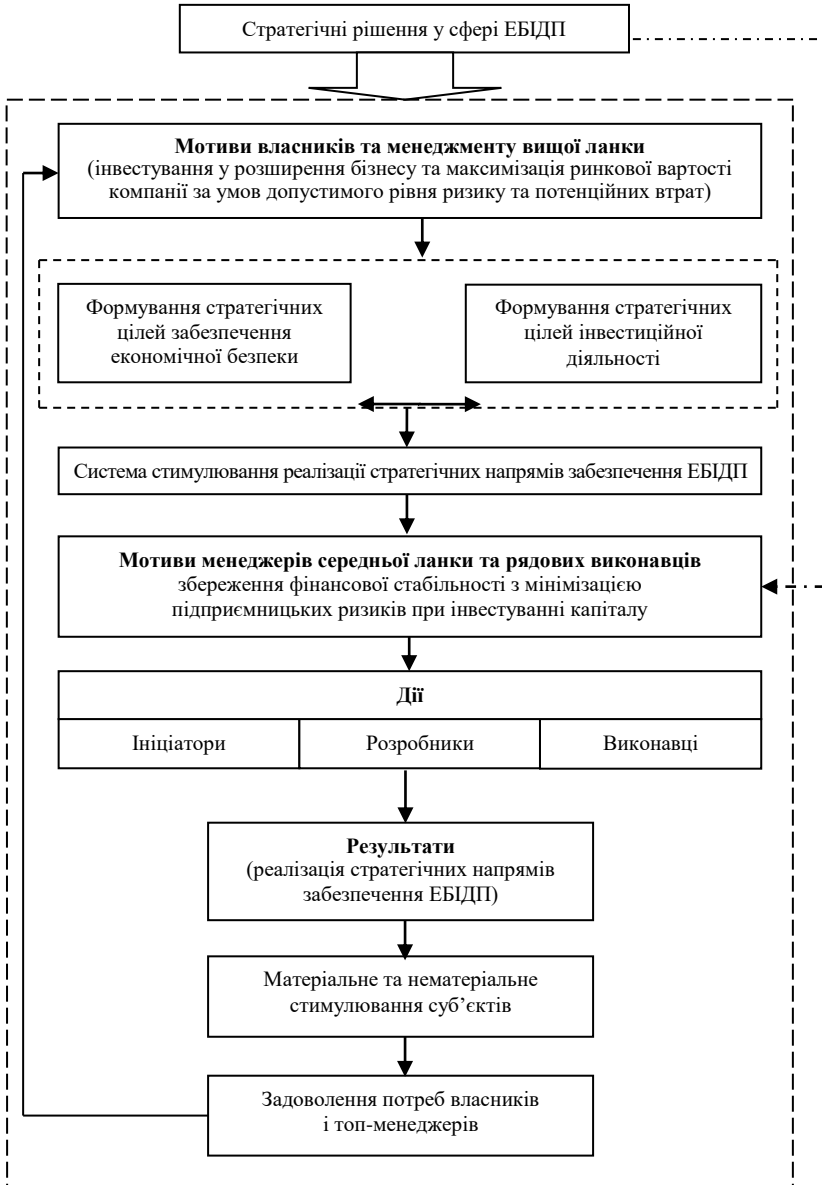 Стратегічні рішення у сфері ЕБІДП
Мотиви власників та менеджменту вищої ланки
(інвестування у розширення бізнесу та максимізація ринкової вартості
компанії за умов допустимого рівня ризику та потенційних втрат)
Формування стратегічних
цілей забезпечення
економічної безпеки
Формування стратегічних
цілей інвестиційної
діяльності
Система стимулювання реалізації стратегічних напрямів забезпечення ЕБІДП
Мотиви менеджерів середньої ланки та рядових виконавців
збереження фінансової стабільності з мінімізацією
підприємницьких ризиків при інвестуванні капіталу
Дії
Ініціатори
Розробники
Виконавці
Результати
(реалізація стратегічних напрямів
забезпечення ЕБІДП)
Матеріальне та нематеріальне
стимулювання суб’єктів
Задоволення потреб власників
і топ-менеджерів